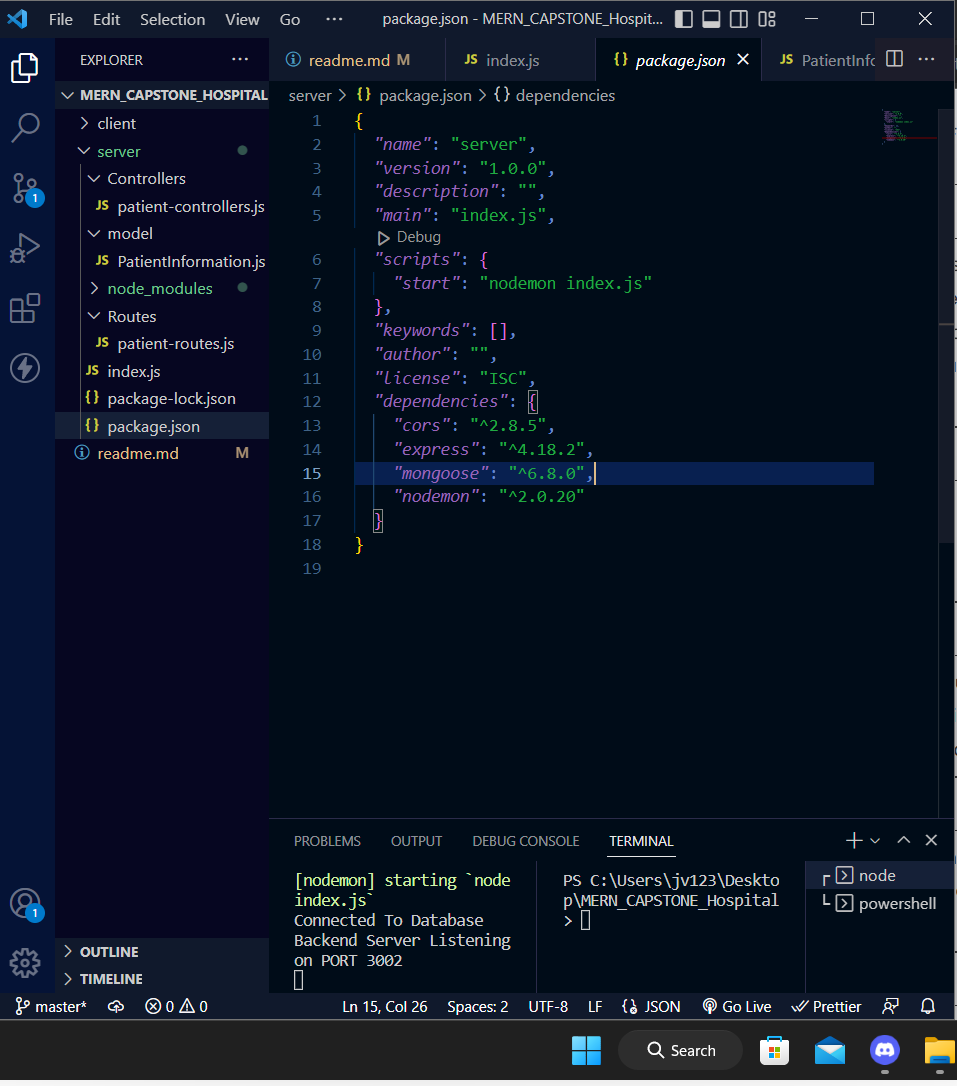 File Edit Selection View Go ··· package.json - MERN_CAPSTONE_Hospit...
EXPLORER ···
MERN_CAPSTONE_HOSPITAL
client
server
Controllers
JS patient-controllers.js
model
JS PatientInformation.js
node_modules
Routes
JS patient-routes.js
JS index.js
{} package-lock.json
{} package.json
readme.md M
OUTLINE
TIMELINE
1
1
readme.md M JS index.js {} package.json JS PatientInfo ···
server > {} package.json > {} dependencies
1 {
2 "name": "server",
3 "version": "1.0.0",
4 "description": "",
5 "main": "index.js",
Debug
6 "scripts": {
7 "start": "nodemon index.js"
8 },
9 "keywords": [],
10 "author": "",
11 "license": "ISC",
12 "dependencies": {
13 "cors": "^2.8.5",
14 "express": "^4.18.2",
15 "mongoose": "^6.8.0",
16 "nodemon": "^2.0.20"
17 }
18 }
19
PROBLEMS OUTPUT DEBUG CONSOLE TERMINAL
[nodemon] starting `node
index.js`
Connected To Database
Backend Server Listening
on PORT 3002
PS C:\Users\jv123\Deskto
p\MERN_CAPSTONE_Hospital
>
node
powershell
master* 0 0 Ln 15, Col 26 Spaces: 2 UTF-8 LF {} JSON Go Live Prettier
Search